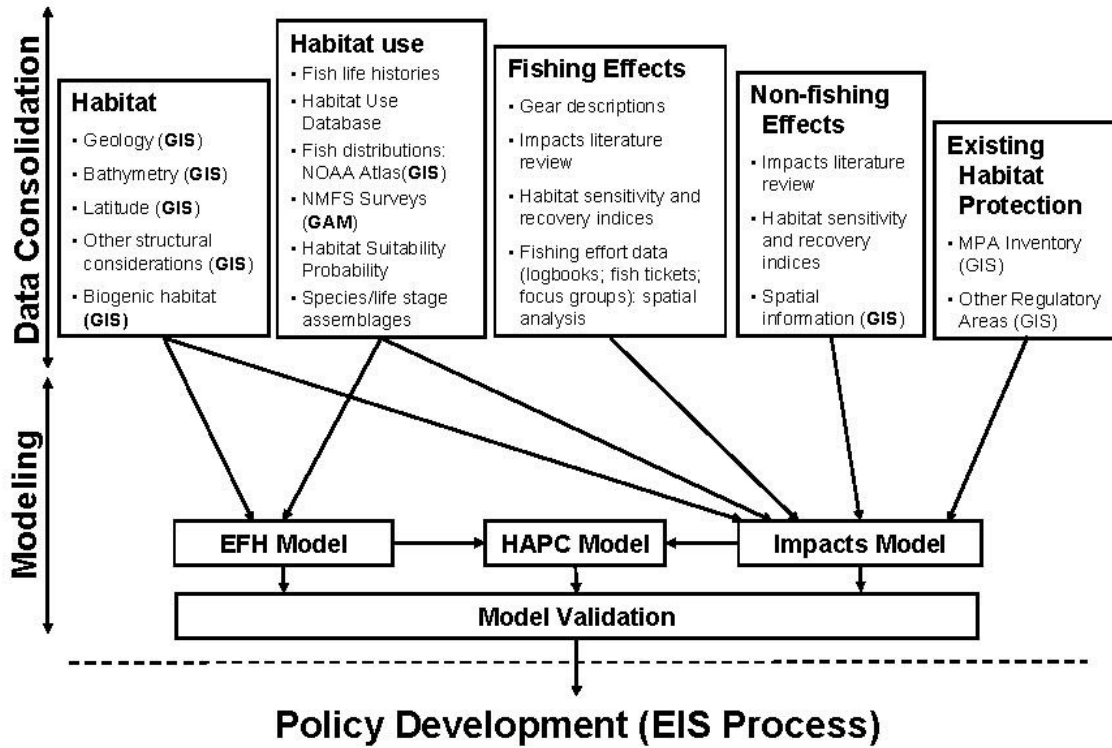 Data Consolidation
Habitat
▪ Geology (GIS)
▪ Bathymetry (GIS)
▪ Latitude (GIS)
▪ Other structural
considerations (GIS)
▪ Biogenic habitat
(GIS)
Habitat use
▪ Fish life histories
▪ Habitat Use
Database
▪ Fish distributions:
NOAA Atlas(GIS)
▪ NMFS Surveys
(GAM)
▪ Habitat Suitability
Probability
▪ Species/life stage
assemblages
Fishing Effects
▪ Gear descriptions
▪ Impacts literature
review
▪ Habitat sensitivity and
recovery indices
▪ Fishing effort data
(logbooks; fish tickets;
focus groups): spatial
analysis
Non-fishing
Effects
▪ Impacts literature
review
▪ Habitat sensitivity
and recovery
indices
▪ Spatial
information (GIS)
Existing
Habitat
Protection
▪ MPA Inventory
(GIS)
▪ Other Regulatory
Areas (GIS)
Modeling
EFH Model
HAPC Model
Impacts Model
Model Validation
Policy Development (EIS Process)